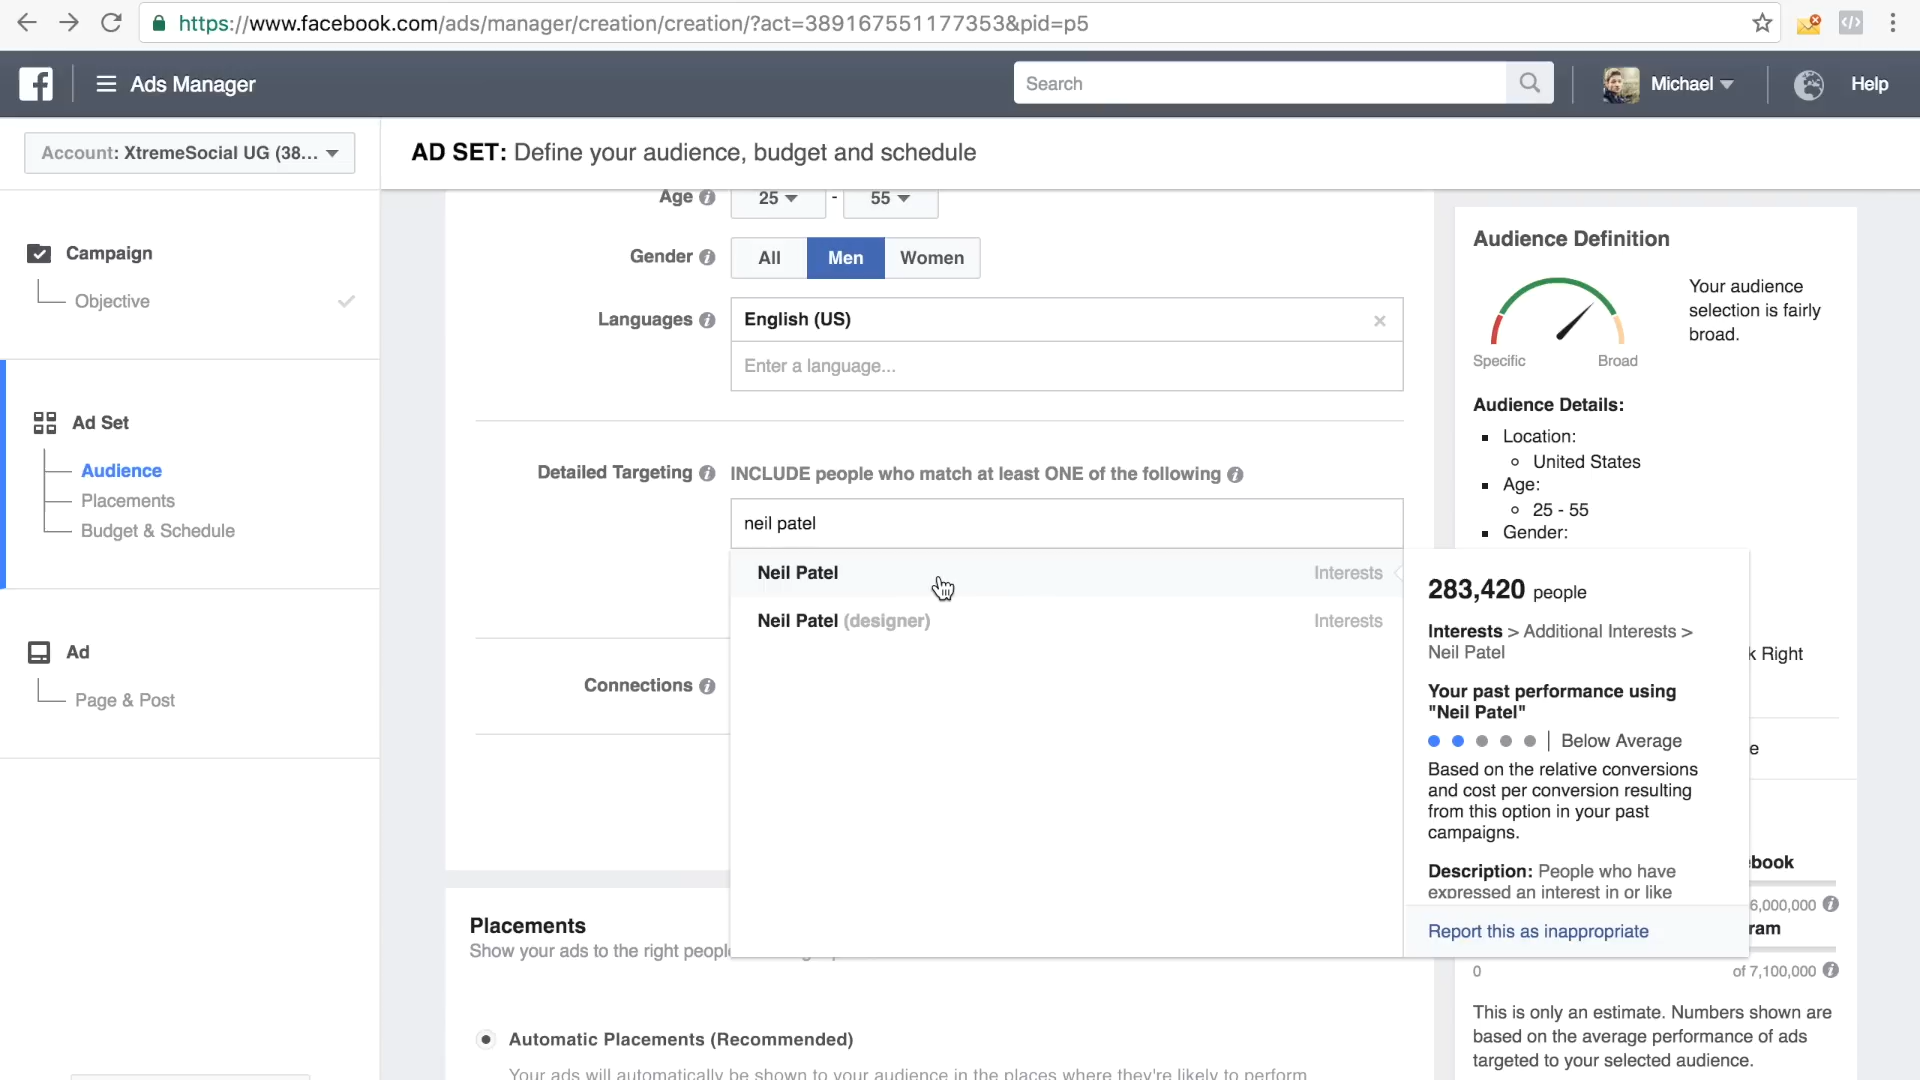 https://www.facebook.com/ads/manager/creation/creation/?act=389167551177353&pid=p5
Ads Manager
Search
Michael
Help
Account: XtremeSocial UG (38...
AD SET: Define your audience, budget and schedule
Campaign
Objective
Ad Set
Audience
Placements
Budget & Schedule
Ad
Page & Post
Age
25
-
55
Gender
All
Men
Women
Languages
English (US)
Enter a language...
Detailed Targeting
INCLUDE people who match at least ONE of the following
neil patel
Neil Patel
Interests
Neil Patel (designer)
Interests
Connections
283,420 people
Interests > Additional Interests >
Neil Patel
Your past performance using
"Neil Patel"
Below Average
Based on the relative conversions
and cost per conversion resulting
from this option in your past
campaigns.
Description: People who have
expressed an interest in or like
Report this as inappropriate
Placements
Show your ads to the right people
Automatic Placements (Recommended)
Your ads will automatically be shown to your audience in the places where they're likely to perform
Audience Definition
Your audience
selection is fairly
broad.
Specific
Broad
Audience Details:
Location:
United States
Age:
25 - 55
Gender:
k Right
e
ebook
6,000,000
ram
0
of 7,100,000
This is only an estimate. Numbers shown are
based on the average performance of ads
targeted to your selected audience.